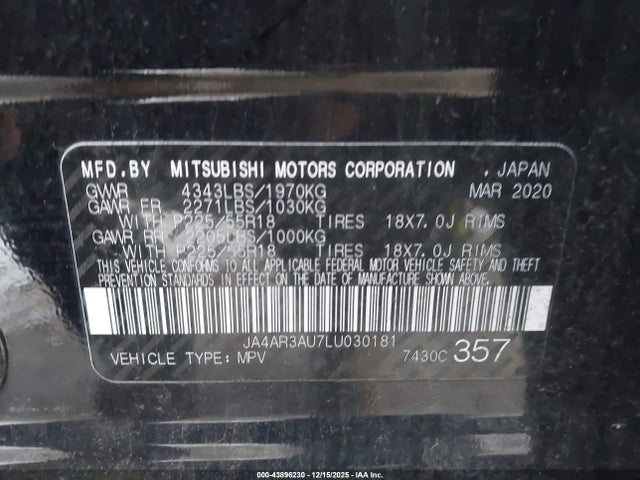 MFD.BY MITSUBISHI MOTORS CORPORATION . JAPAN
GVWR 4343LBS/1970KG MAR 2020
GAWR FR 2271LBS/1030KG
WITH P225/55R18 TIRES 18X7.0J RIMS
GAWR RR 2205LBS/1000KG
WITH P225/55R18 TIRES 18X7.0J RIMS
THIS VEHICLE CONFORMS TO ALL APPLICABLE FEDERAL MOTOR VEHICLE SAFETY AND THEFT
PREVENTION STANDARDS IN EFFECT ON THE DATE OF MANUFACTURE SHOWN ABOVE.
JA4AR3AU7LU030181
VEHICLE TYPE: MPV 7430C 357
000-43896230 - 12/15/2025 - IAA Inc.